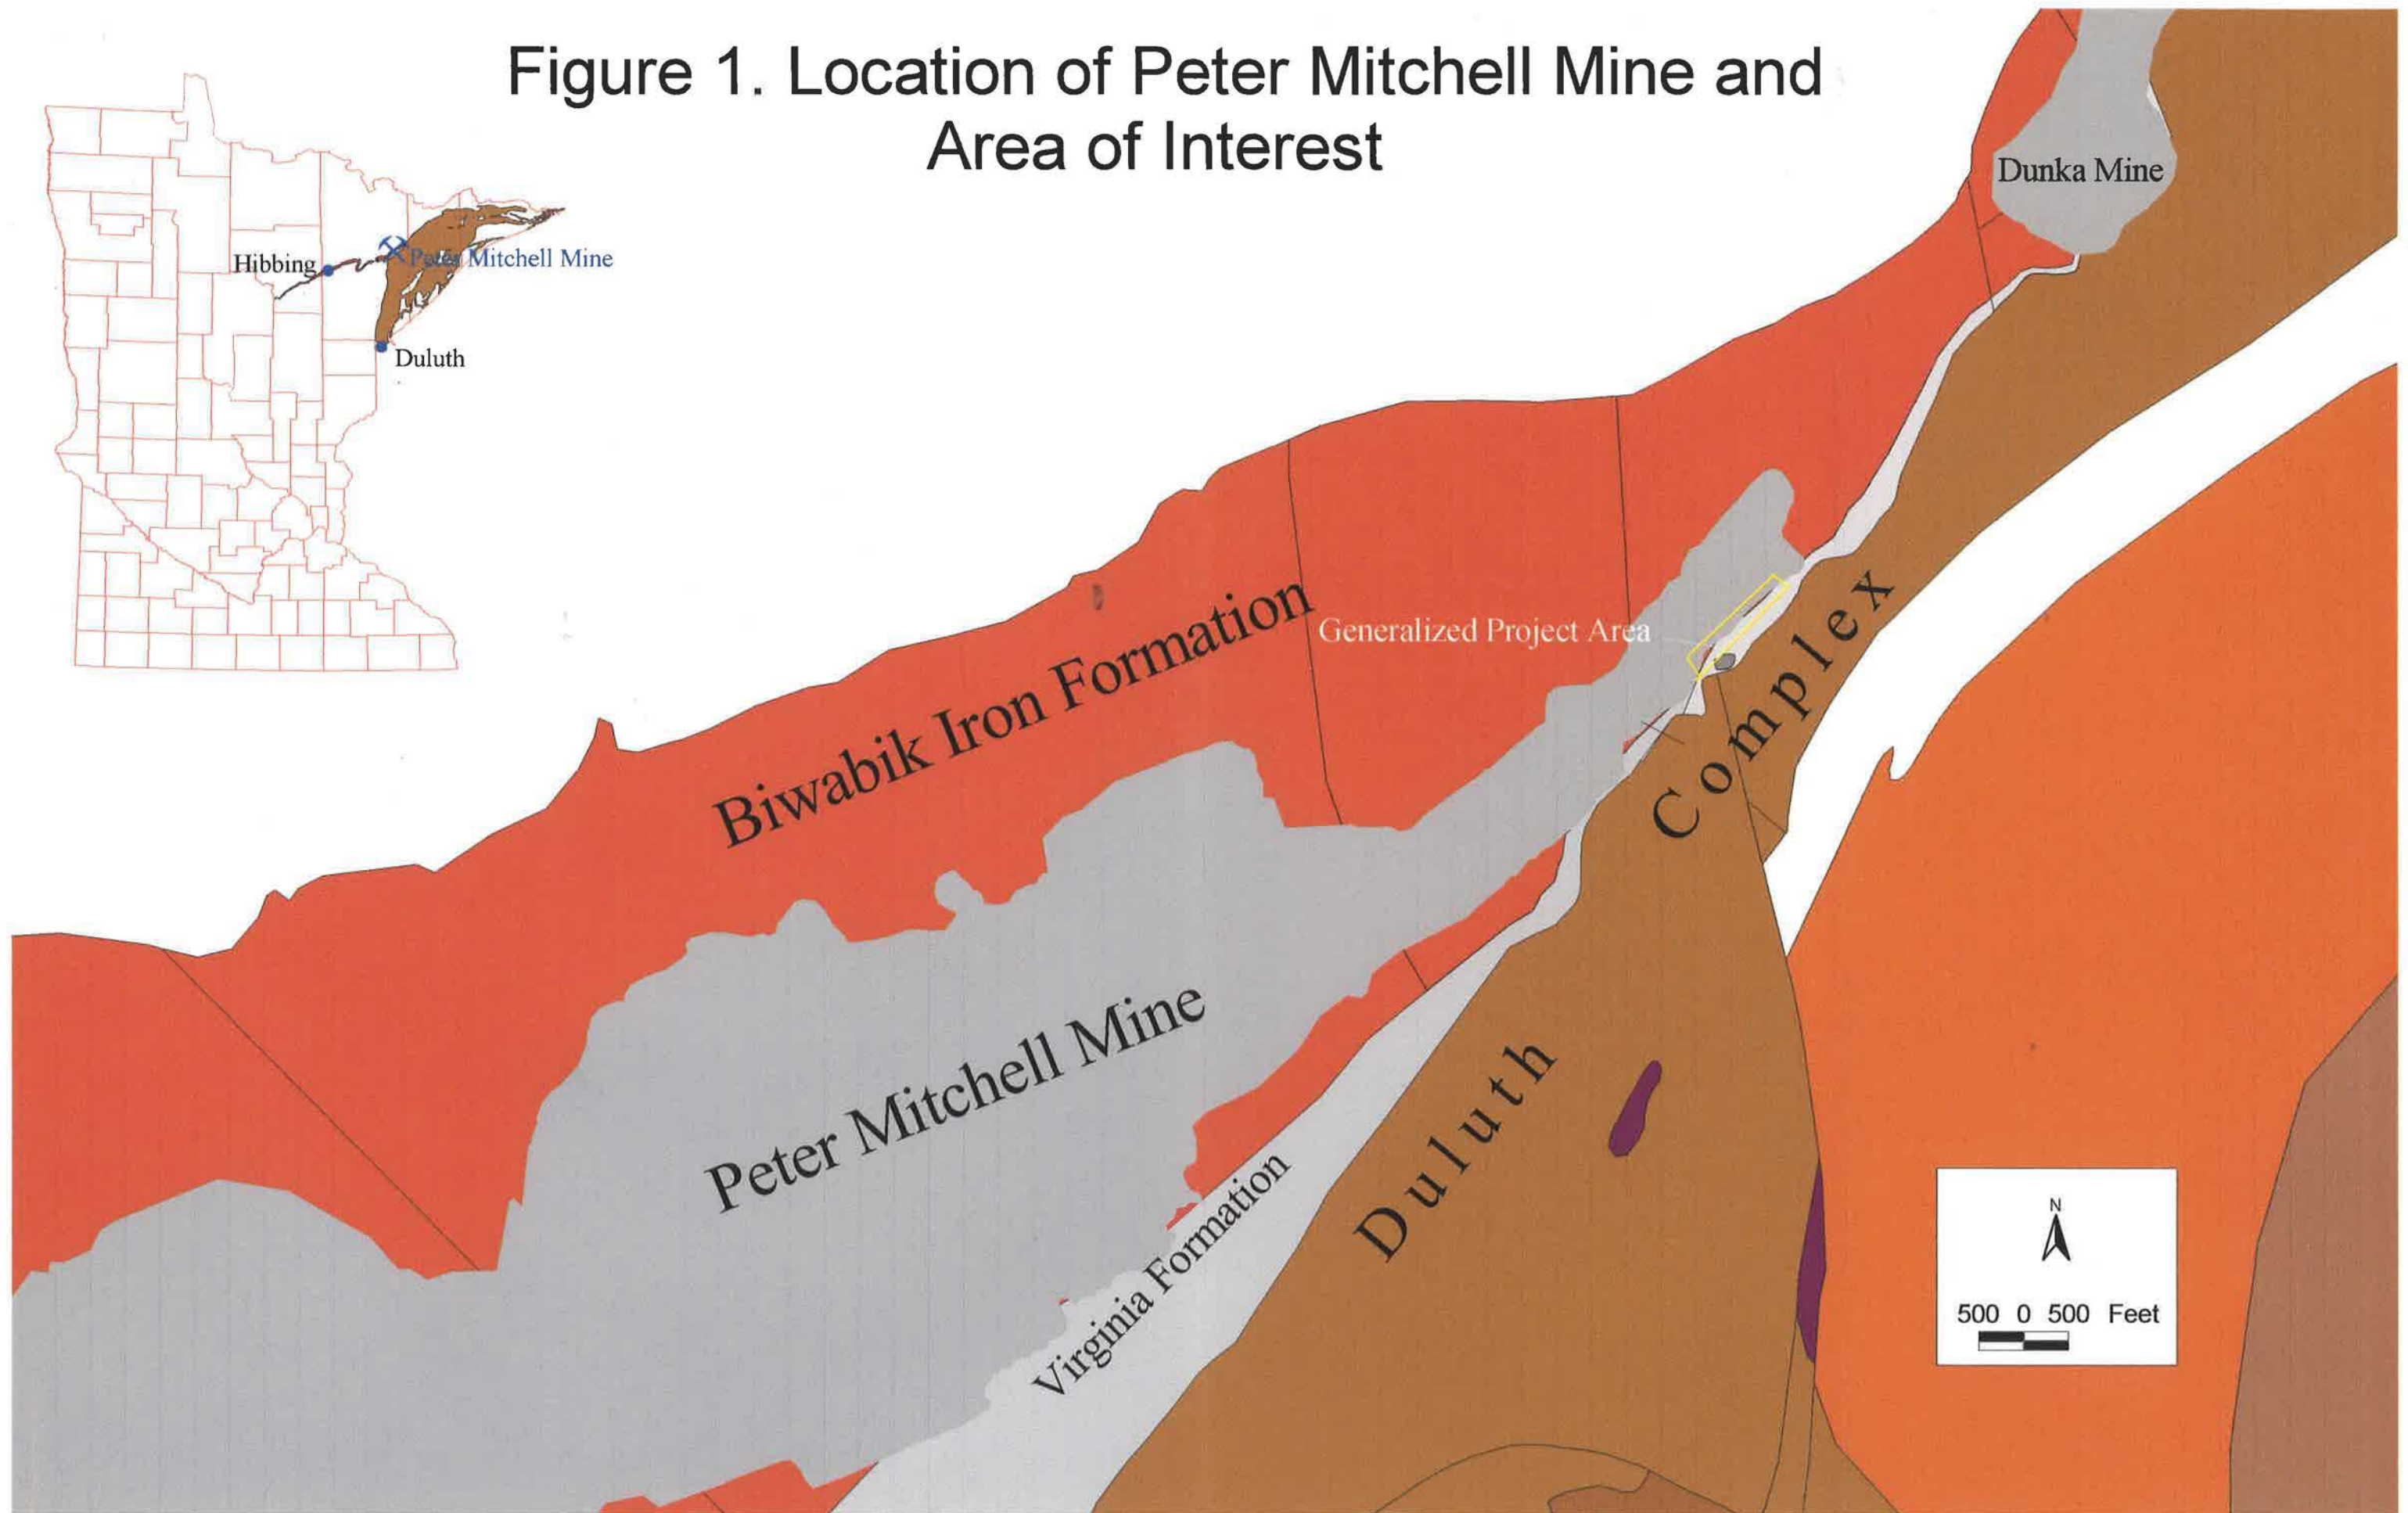 Figure 1. Location of Peter Mitchell Mine and
Area of Interest
Dunka Mine
Hibbing
Peter Mitchell Mine
Duluth
Generalized Project Area
Biwabik Iron Formation
Complex
Peter Mitchell Mine
Duluth
Virginia Formation
N
500 0 500 Feet